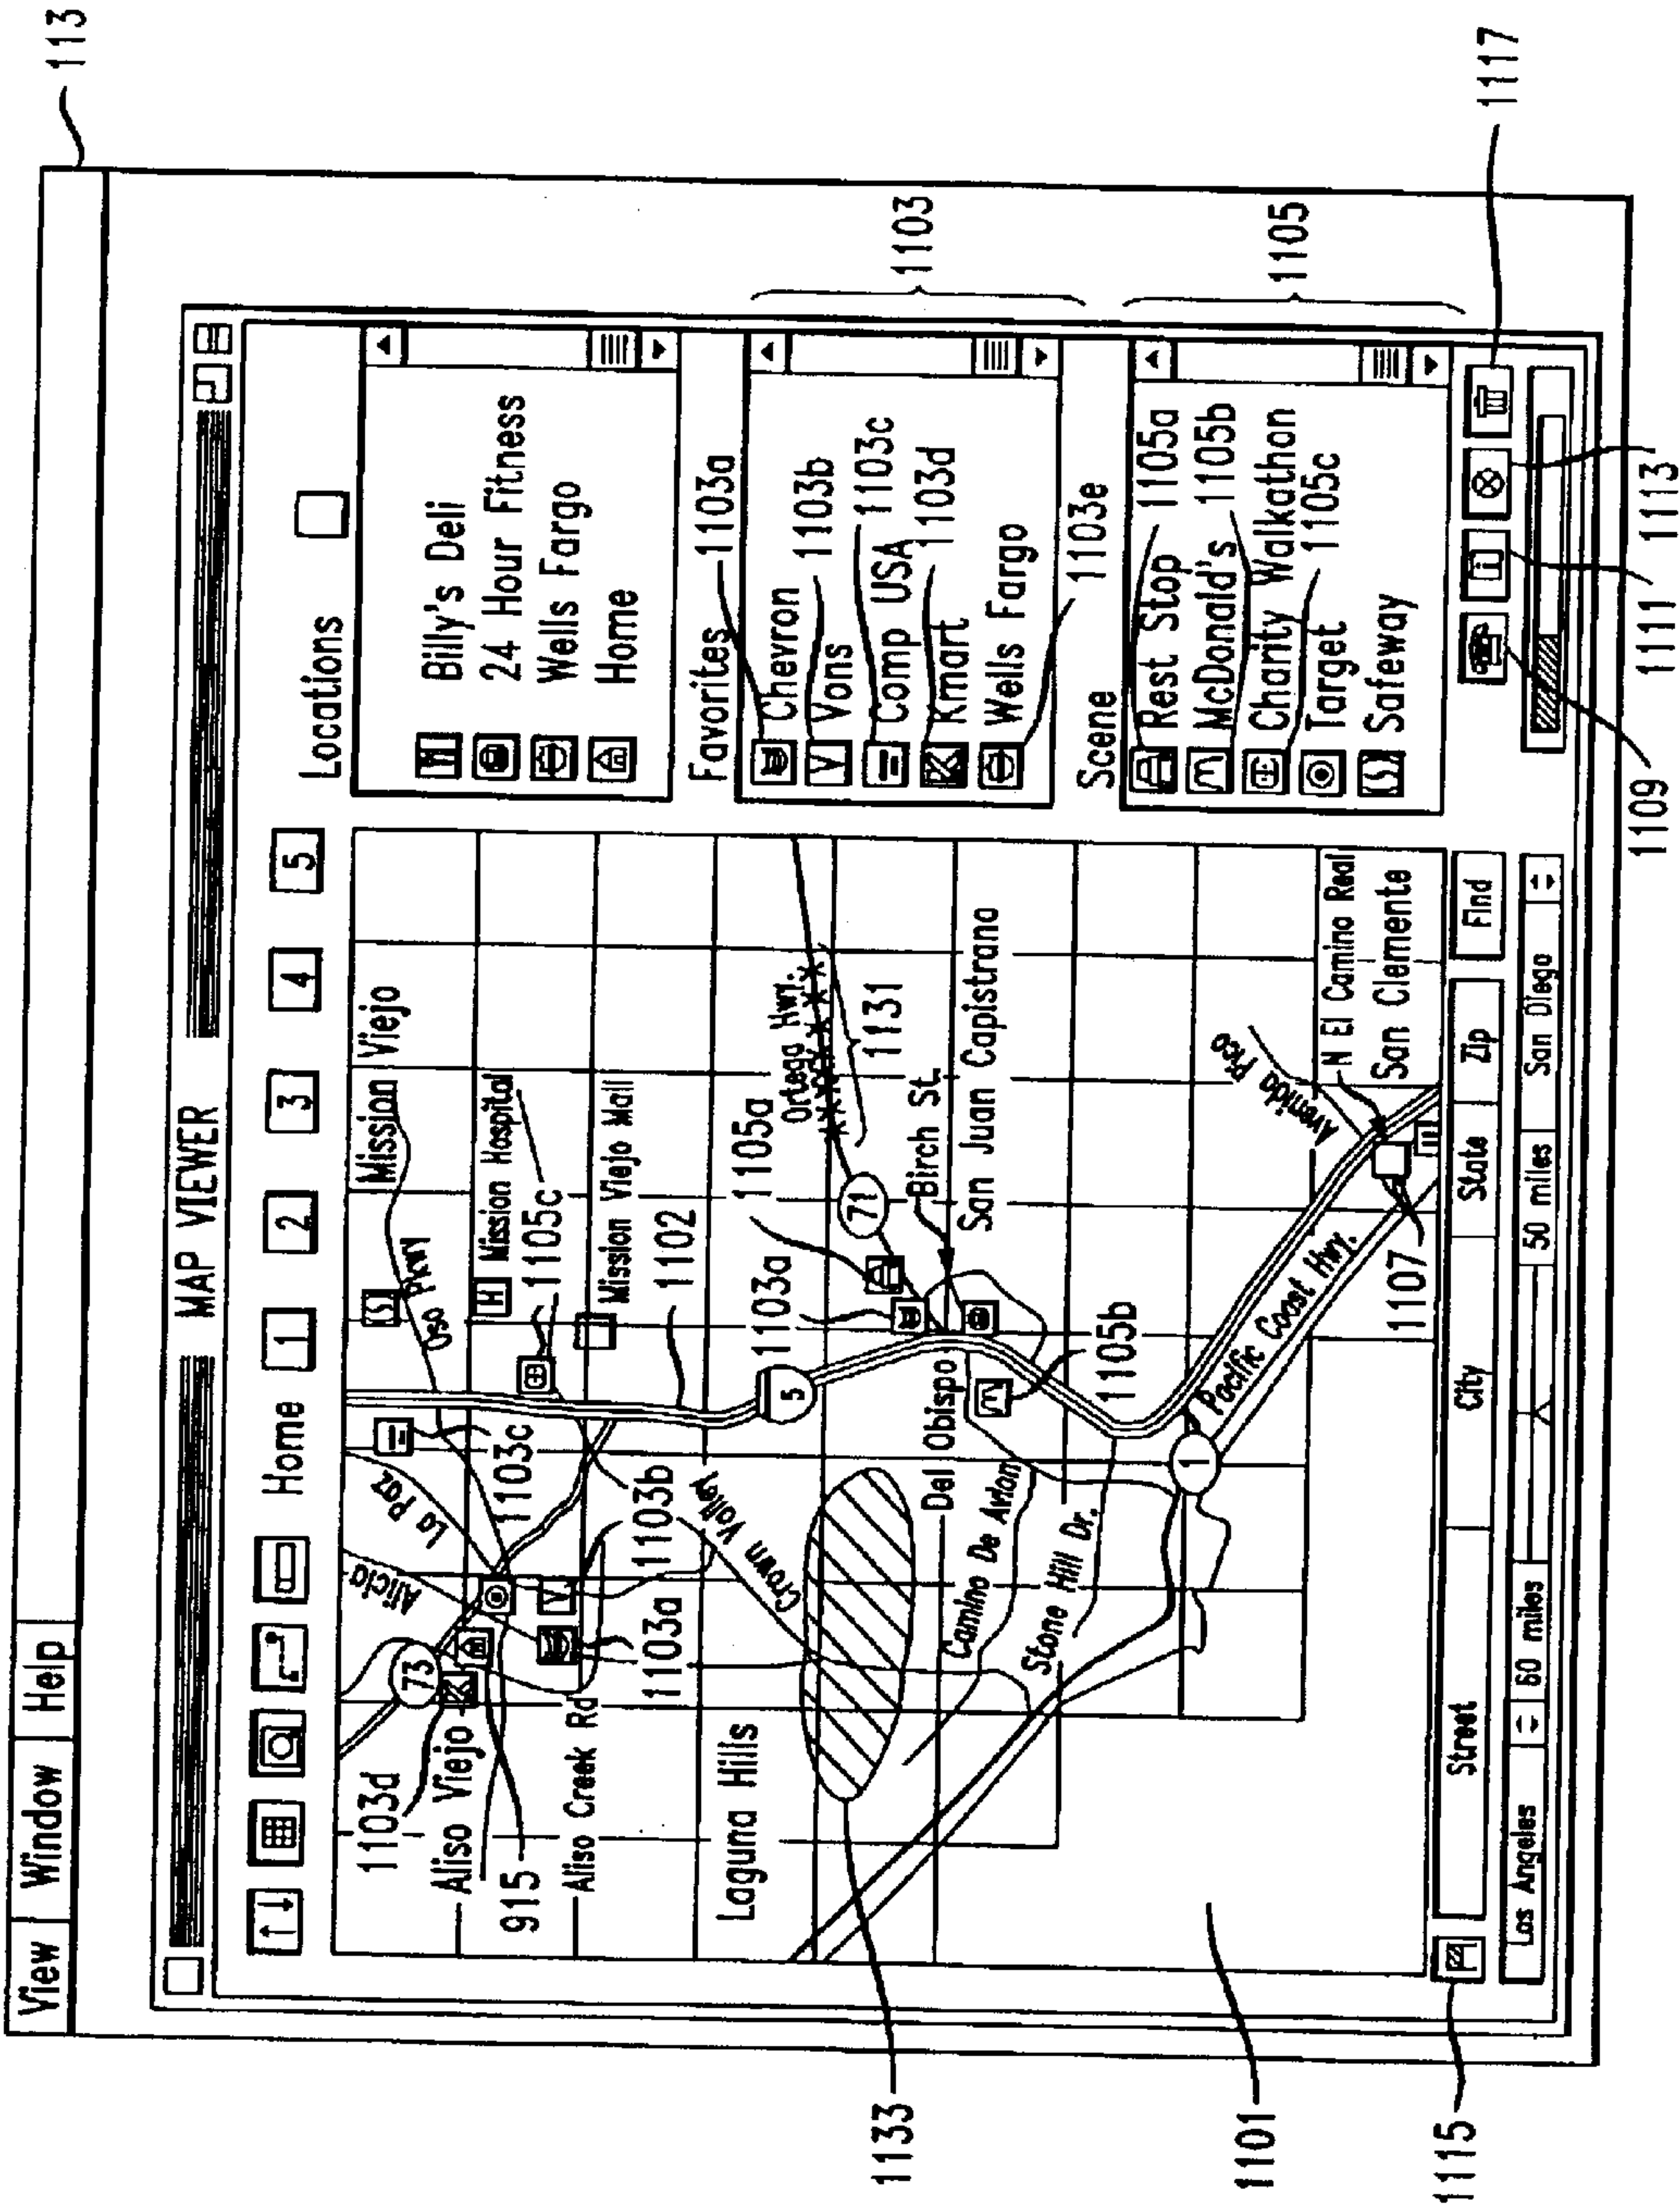 113
View Window Help
MAP VIEWER
Home 1 2 3 4 5
Locations
Billy's Deli
24 Hour Fitness
Wells Fargo
Home
Favorites 1103a
Chevron
Vons 1103b
Comp USA 1103c
Kmart 1103d
Wells Fargo
1103e
1103
Scene
Rest Stop 1105a
McDonald's 1105b
Charity Walkathon
Target 1105c
Safeway
1105
1109
1111
1113
1117
Mission Viejo
Oso Pkwy
La Paz
Alicia
73
1103d
Aliso Viejo
915
Aliso Creek Rd
1103a
1103b
1103c
H Mission Hospital
1105c
Mission Viejo Mall
1102
Laguna Hills
Crown Valley
5
1103a
1105a
Ortega Hwy.
1131
71
Birch St.
San Juan Capistrano
Del Obispo
1105b
Camino De Avion
Stone Hill Dr.
1133
1
Pacific Coast Hwy.
Avenida Pico
N El Camino Real
San Clemente
1107
1101
1115
Street City State Zip Find
Los Angeles 60 miles 50 miles San Diego